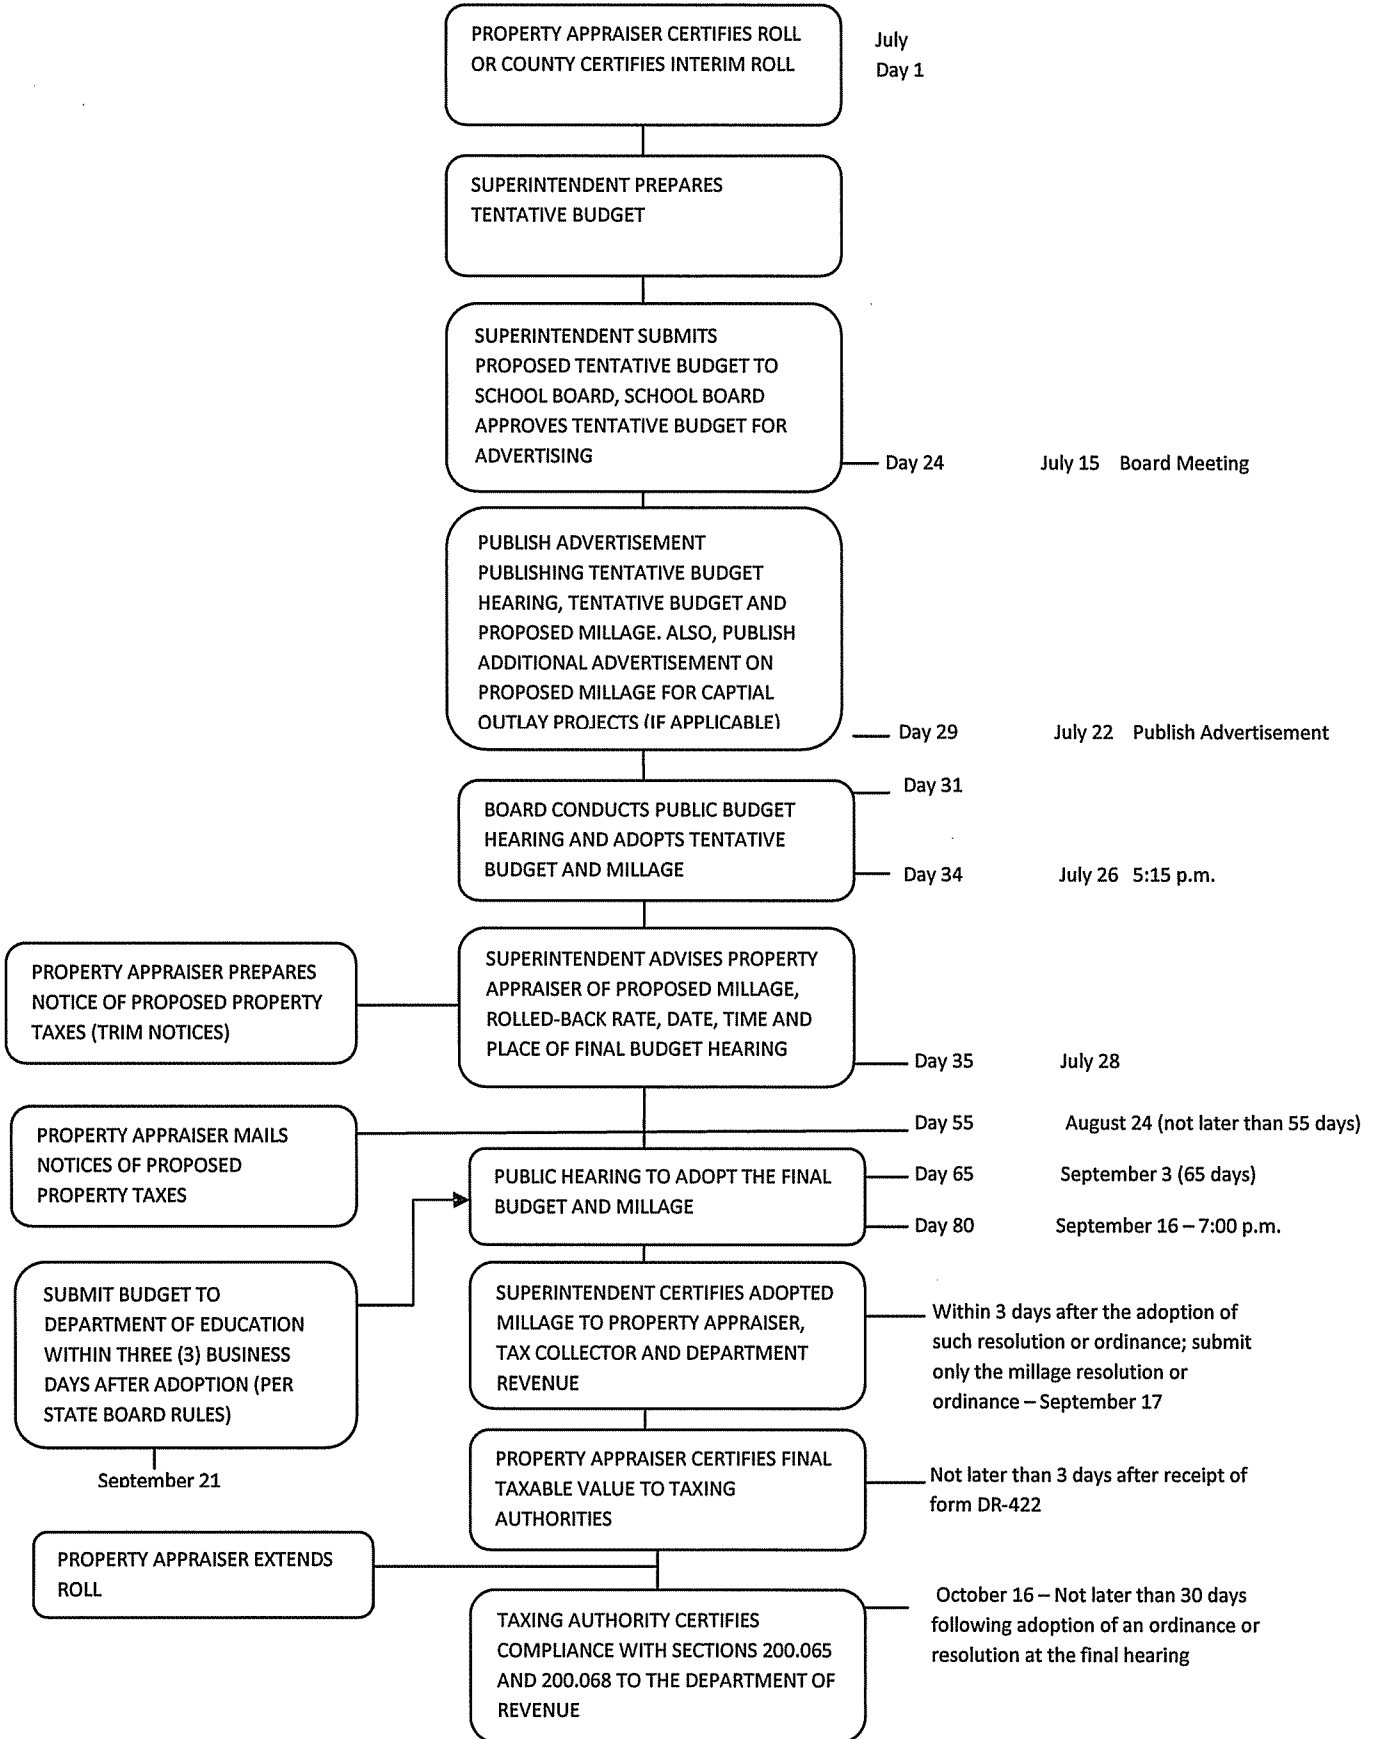 PROPERTY APPRAISER CERTIFIES ROLL
OR COUNTY CERTIFIES INTERIM ROLL
July
Day 1
SUPERINTENDENT PREPARES
TENTATIVE BUDGET
SUPERINTENDENT SUBMITS
PROPOSED TENTATIVE BUDGET TO
SCHOOL BOARD, SCHOOL BOARD
APPROVES TENTATIVE BUDGET FOR
ADVERTISING
Day 24 July 15 Board Meeting
PUBLISH ADVERTISEMENT
PUBLISHING TENTATIVE BUDGET
HEARING, TENTATIVE BUDGET AND
PROPOSED MILLAGE. ALSO, PUBLISH
ADDITIONAL ADVERTISEMENT ON
PROPOSED MILLAGE FOR CAPTIAL
OUTLAY PROJECTS (IF APPLICABLE)
Day 29 July 22 Publish Advertisement
Day 31
BOARD CONDUCTS PUBLIC BUDGET
HEARING AND ADOPTS TENTATIVE
BUDGET AND MILLAGE
Day 34 July 26 5:15 p.m.
PROPERTY APPRAISER PREPARES
NOTICE OF PROPOSED PROPERTY
TAXES (TRIM NOTICES)
SUPERINTENDENT ADVISES PROPERTY
APPRAISER OF PROPOSED MILLAGE,
ROLLED-BACK RATE, DATE, TIME AND
PLACE OF FINAL BUDGET HEARING
Day 35 July 28
PROPERTY APPRAISER MAILS
NOTICES OF PROPOSED
PROPERTY TAXES
Day 55 August 24 (not later than 55 days)
PUBLIC HEARING TO ADOPT THE FINAL
BUDGET AND MILLAGE
Day 65 September 3 (65 days)
Day 80 September 16 – 7:00 p.m.
SUBMIT BUDGET TO
DEPARTMENT OF EDUCATION
WITHIN THREE (3) BUSINESS
DAYS AFTER ADOPTION (PER
STATE BOARD RULES)
September 21
SUPERINTENDENT CERTIFIES ADOPTED
MILLAGE TO PROPERTY APPRAISER,
TAX COLLECTOR AND DEPARTMENT
REVENUE
Within 3 days after the adoption of
such resolution or ordinance; submit
only the millage resolution or
ordinance – September 17
PROPERTY APPRAISER CERTIFIES FINAL
TAXABLE VALUE TO TAXING
AUTHORITIES
Not later than 3 days after receipt of
form DR-422
PROPERTY APPRAISER EXTENDS
ROLL
TAXING AUTHORITY CERTIFIES
COMPLIANCE WITH SECTIONS 200.065
AND 200.068 TO THE DEPARTMENT OF
REVENUE
October 16 – Not later than 30 days
following adoption of an ordinance or
resolution at the final hearing